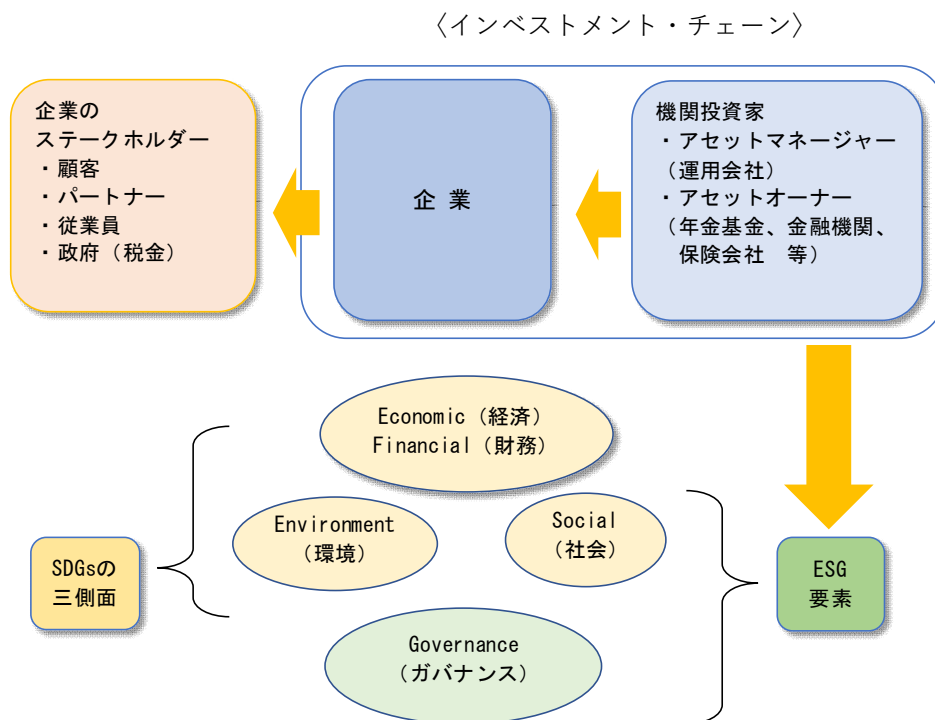 〈インベストメント・チェーン〉
企業の
ステークホルダー
・顧客
・パートナー
・従業員
・政府（税金）
企 業
機関投資家
・アセットマネージャー
（運用会社）
・アセットオーナー
（年金基金、金融機関、
保険会社　等）
Economic（経済）
Financial（財務）
Environment
（環境）
Social
（社会）
SDGsの
三側面
ESG
要素
Governance
（ガバナンス）